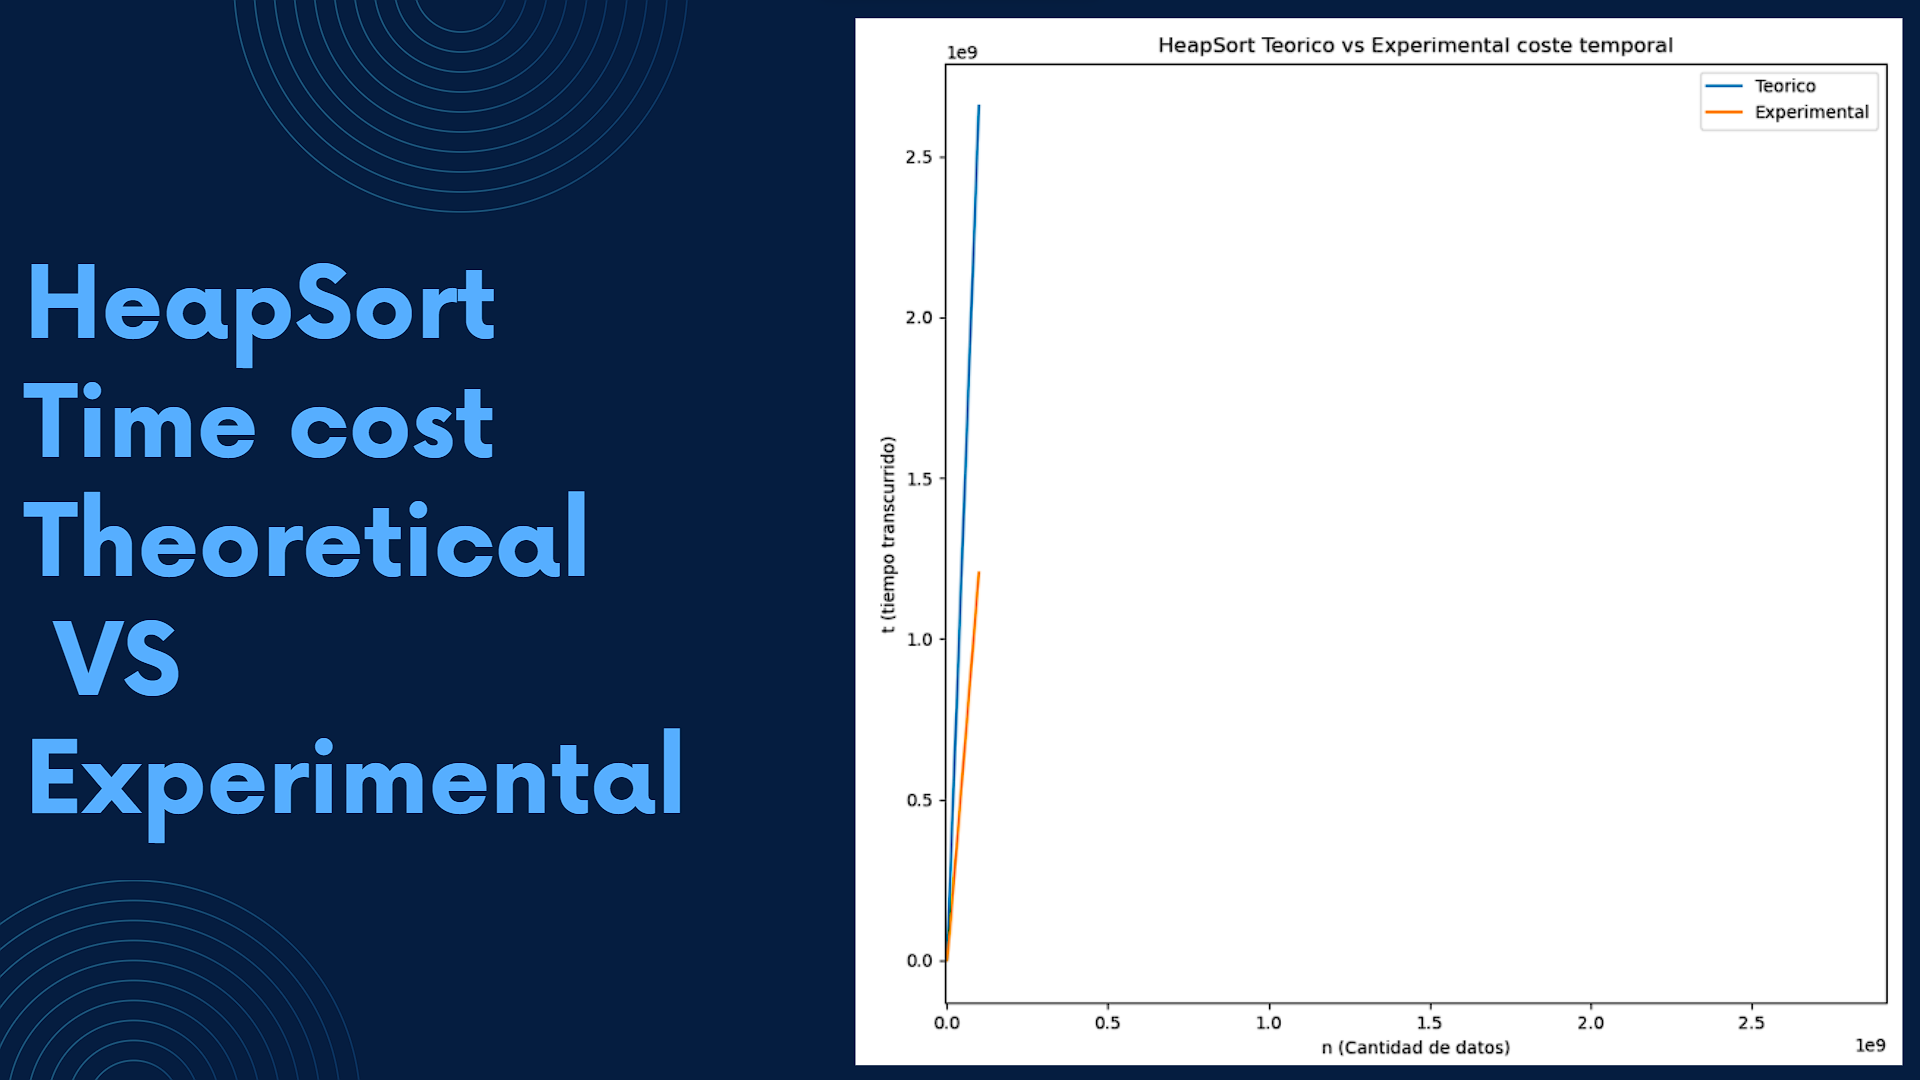 HeapSort
Time cost
Theoretical
VS
Experimental
HeapSort Teorico vs Experimental coste temporal
1e9
Teorico
Experimental
2.5
2.0
1.5
1.0
0.5
0.0
t (tiempo transcurrido)
0.0 0.5 1.0 1.5 2.0 2.5
n (Cantidad de datos)
1e9